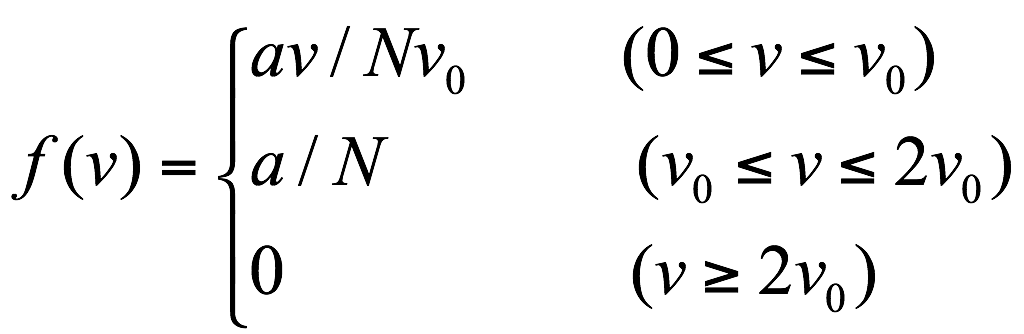 av / Nv₀ (0 ≤ v ≤ v₀)
f(v) = { a / N (v₀ ≤ v ≤ 2v₀)
0 (v ≥ 2v₀)